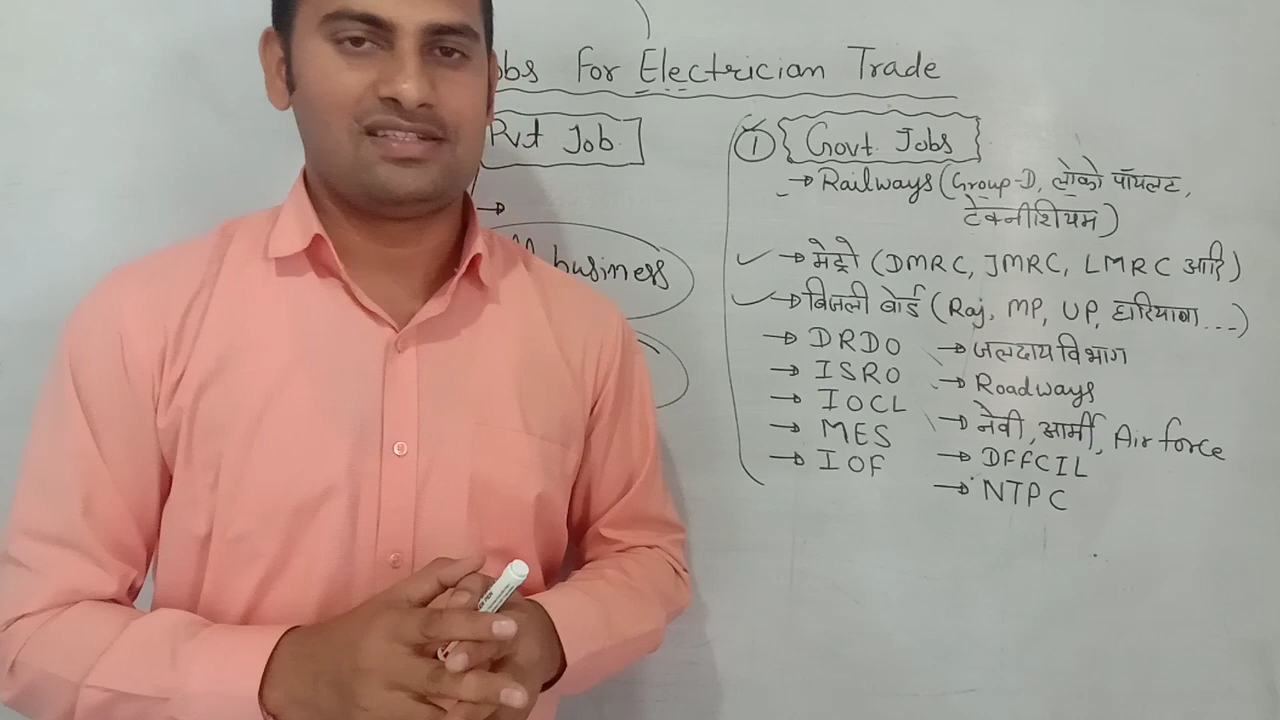 obs For Electrician Trade
Pvt Job
① Govt. Jobs
→ Railways (Group-D, लोको पॉयलट,
टेक्नीशियम)
→ मेट्रो (DMRC, JMRC, LMRC आदि)
→ बिजली बोर्ड (Raj, MP, UP, हरियाणा...)
→ DRDO
→ ISRO
→ IOCL
→ MES
→ IOF
→ जलदाय विभाग
→ Roadways
→ नेवी, आर्मी, Air force
→ DFFCIL
→ NTPC
→
business